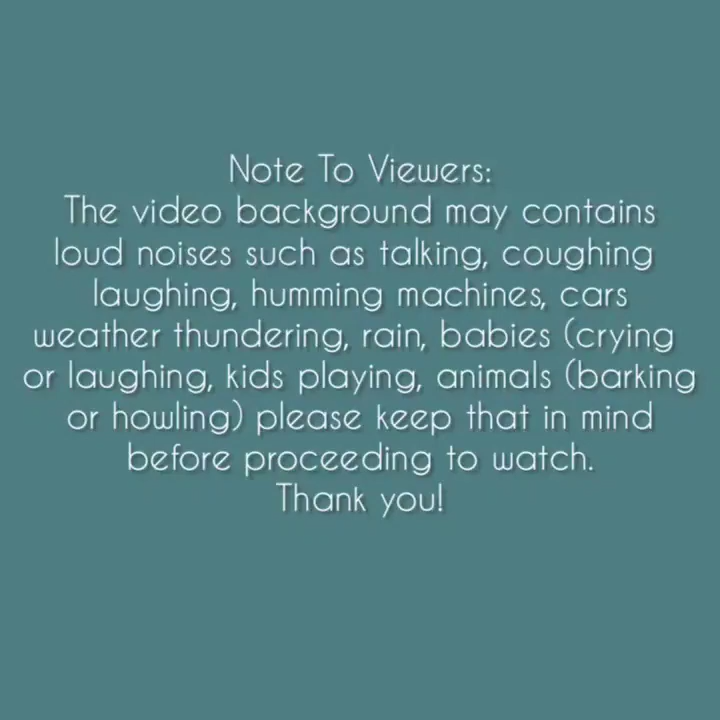 Note To Viewers:
The video background may contains
loud noises such as talking, coughing
laughing, humming machines, cars
weather thundering, rain, babies (crying
or laughing, kids playing, animals (barking
or howling) please keep that in mind
before proceeding to watch.
Thank you!